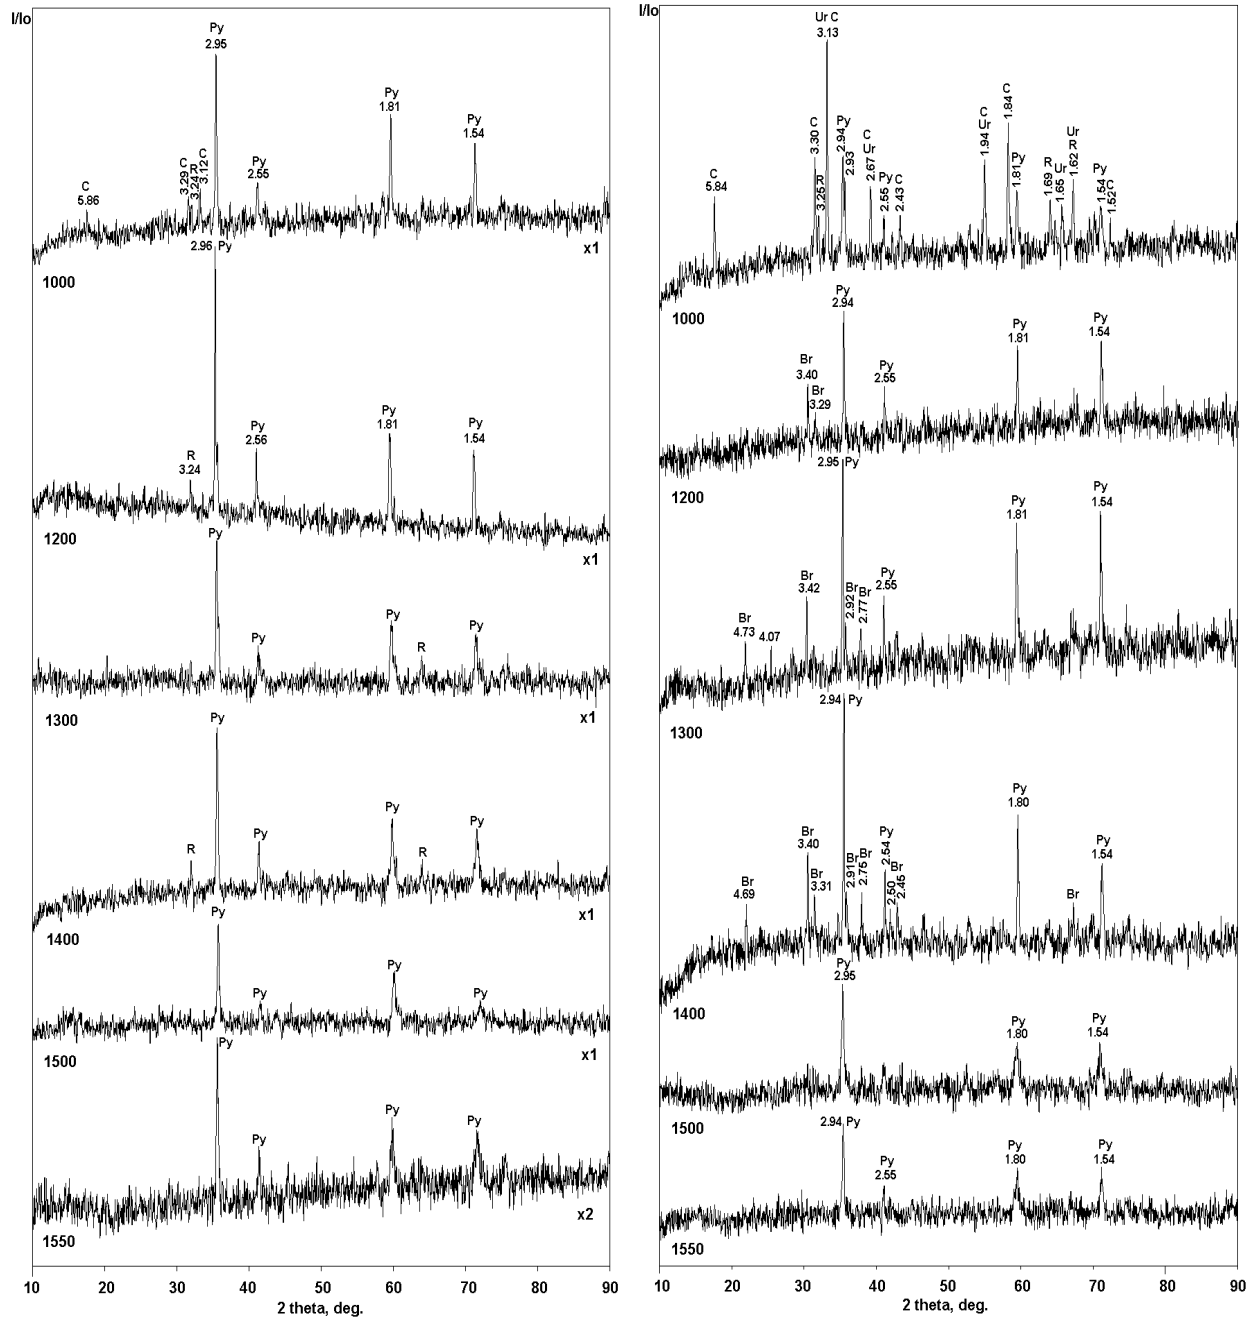 I/Io
Py
2.95
Py
1.81
Py
1.54
C
5.86
3.29 C
3.24 R
3.12 C
Py
2.55
x1
1000
2.96 Py
R
3.24
Py
2.56
Py
1.81
Py
1.54
1200
x1
Py
Py
Py
R
Py
1300
x1
Py
R
Py
Py
R
Py
1400
x1
Py
Py
Py
Py
1500
x1
Py
Py
Py
Py
1550
x2
10 20 30 40 50 60 70 80 90
2 theta, deg.
I/Io
Ur C
3.13
C
5.84
3.30 C
3.25 R
Py
2.94
2.93
C
Ur
2.67
2.55 Py
2.43 C
C
Ur
1.94
1.84 C
1.81 Py
R
1.69
1.65 Ur
Ur
R
1.62
Py
1.54
1.52 C
1000
Br
3.40
Br
3.29
Py
2.94
Py
2.55
Py
1.81
Py
1.54
1200
2.95 Py
Br
4.73
4.07
Br
3.42
2.92 Br
2.77 Br
Py
2.55
Py
1.81
Py
1.54
1300
2.94 Py
Br
4.69
Br
3.40
Br
3.31
2.91 Br
2.75 Br
Py
2.54
2.50
Br
2.45
Py
1.80
Br
Py
1.54
1400
Py
2.95
Py
1.80
Py
1.54
1500
2.94 Py
Py
2.55
Py
1.80
Py
1.54
1550
10 20 30 40 50 60 70 80 90
2 theta, deg.